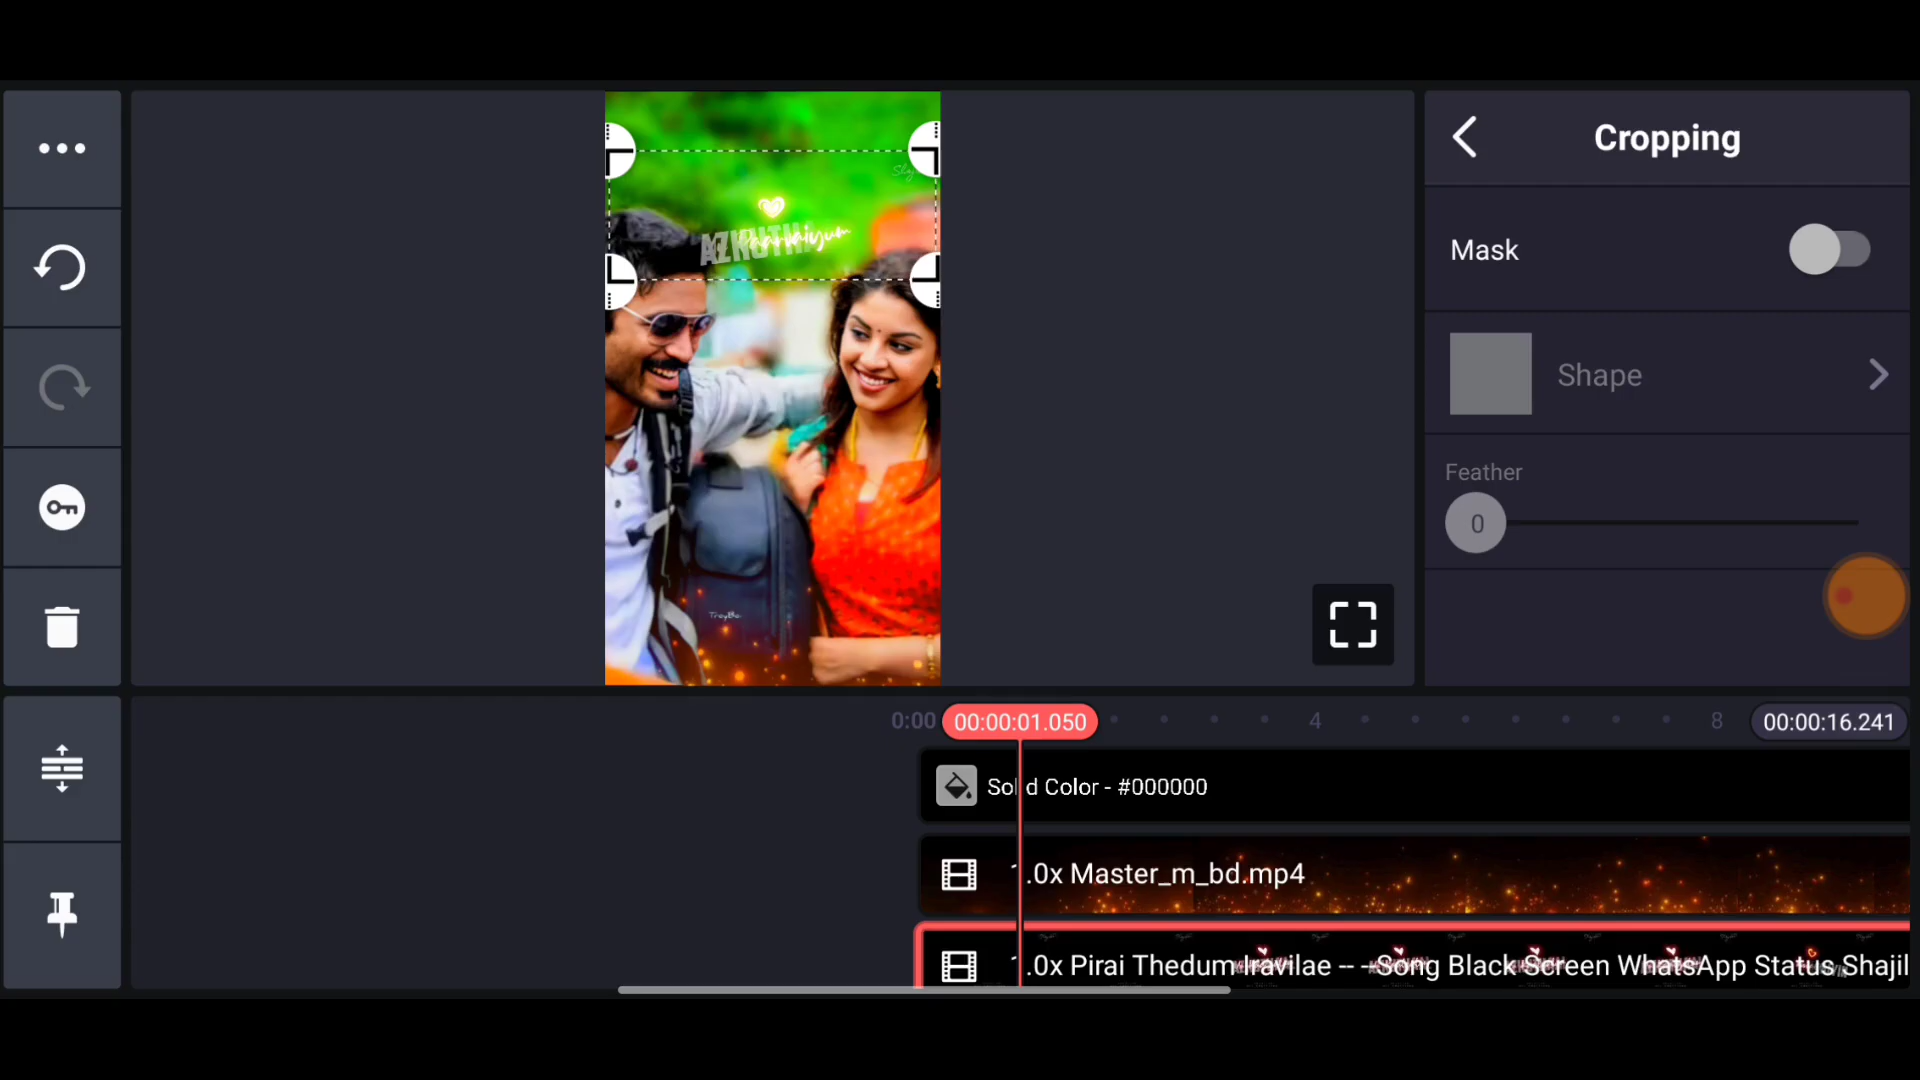 Cropping
Mask
Shape
Feather
0
0:00
00:00:01.050
4
8
00:00:16.241
Solid Color - #000000
.0x Master_m_bd.mp4
.0x Pirai Thedum Iravilae -- --Song Black Screen WhatsApp Status Shajil